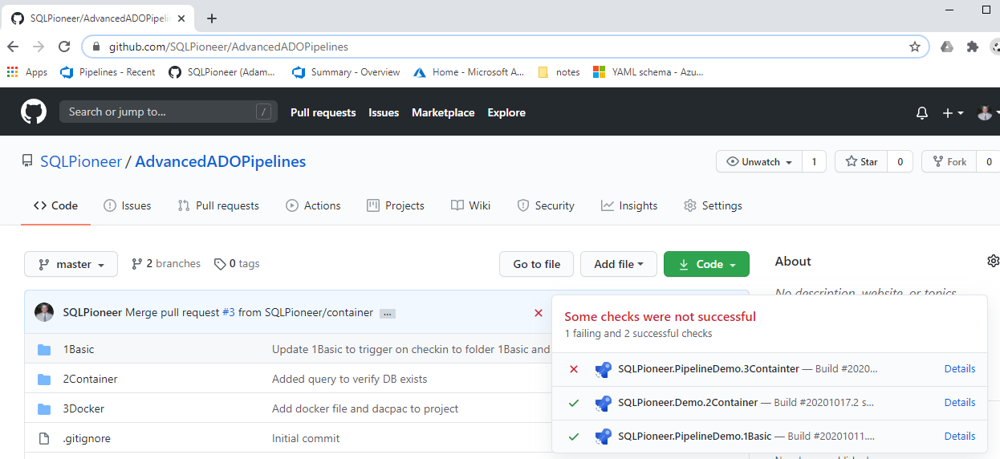 SQLPioneer/AdvancedADOPipelin
github.com/SQLPioneer/AdvancedADOPipelines
Apps Pipelines - Recent SQLPioneer (Adam... Summary - Overview Home - Microsoft A... notes YAML schema - Azu...
Search or jump to... / Pull requests Issues Marketplace Explore
SQLPioneer / AdvancedADOPipelines Unwatch 1 Star 0 Fork 0
Code Issues Pull requests Actions Projects Wiki Security Insights Settings
master 2 branches 0 tags Go to file Add file Code About
No description, website, or topics
SQLPioneer Merge pull request #3 from SQLPioneer/container ...
Some checks were not successful
1 failing and 2 successful checks
1Basic Update 1Basic to trigger on checkin to folder 1Basic and
SQLPioneer.PipelineDemo.3Containter — Build #2020... Details
2Container Added query to verify DB exists
SQLPioneer.Demo.2Container — Build #20201017.2 s... Details
3Docker Add docker file and dacpac to project
.gitignore Initial commit
SQLPioneer.PipelineDemo.1Basic — Build #20201011.... Details